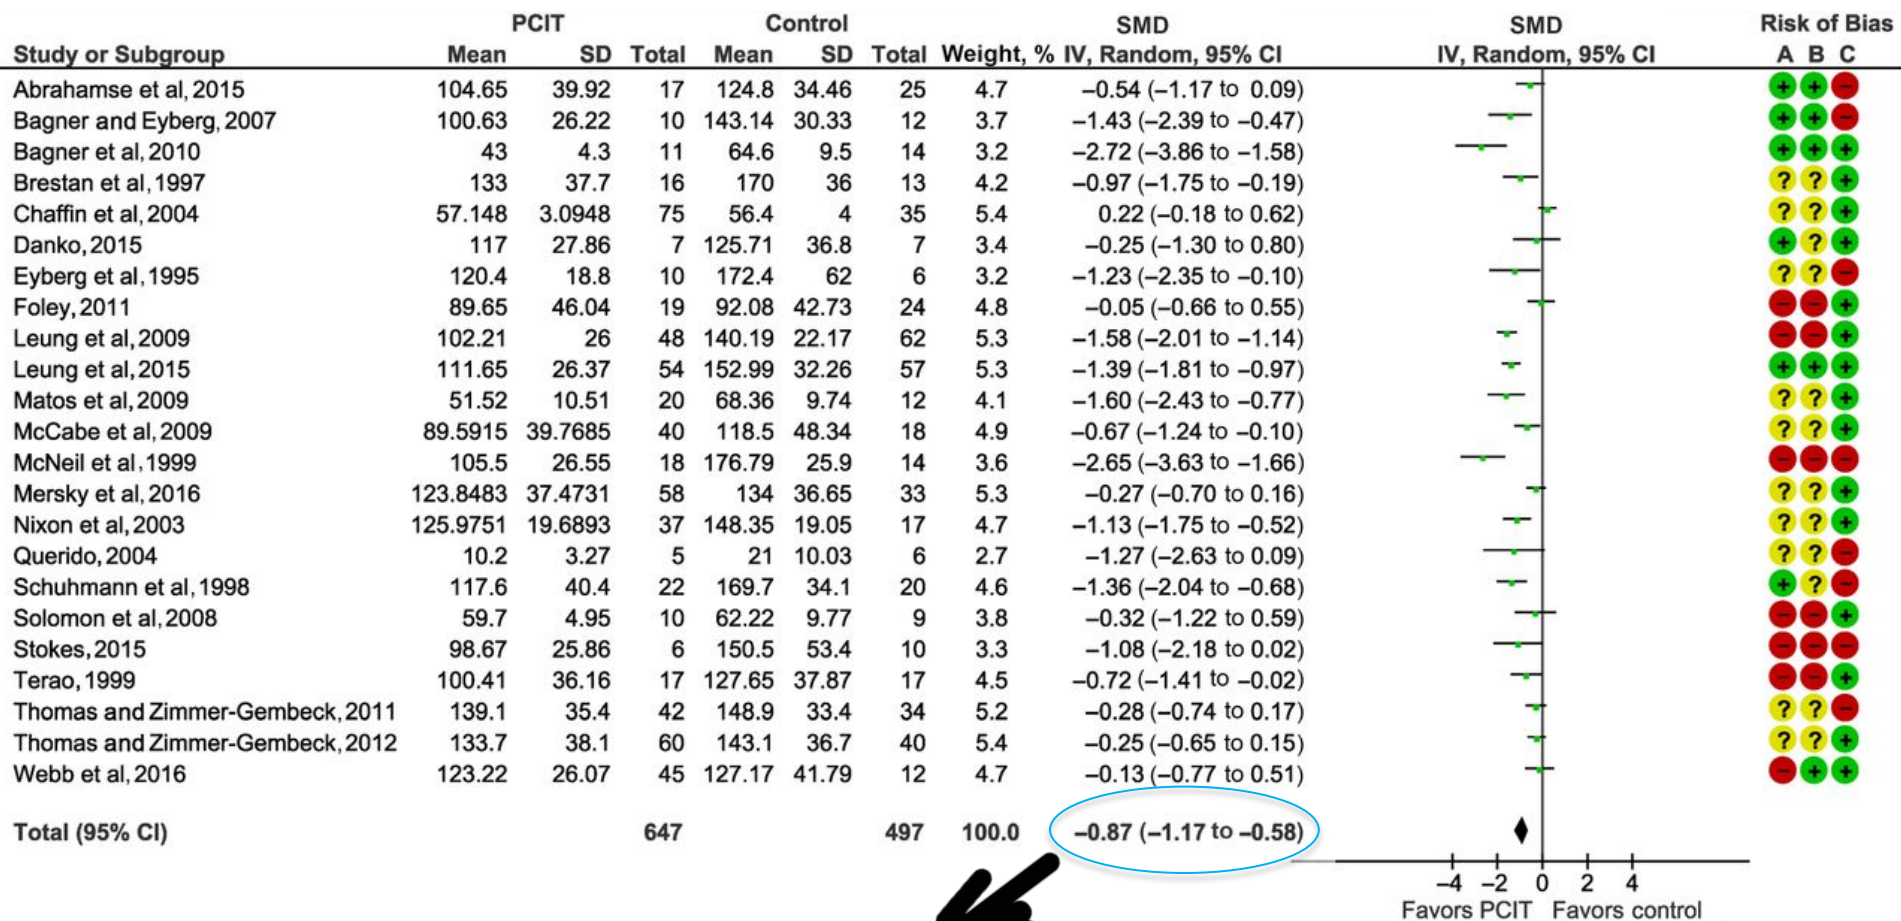 PCIT Control SMD SMD Risk of Bias
Study or Subgroup Mean SD Total Mean SD Total Weight, % IV, Random, 95% CI IV, Random, 95% CI A B C
Abrahamse et al, 2015 104.65 39.92 17 124.8 34.46 25 4.7 −0.54 (−1.17 to 0.09) + + −
Bagner and Eyberg, 2007 100.63 26.22 10 143.14 30.33 12 3.7 −1.43 (−2.39 to −0.47) + + −
Bagner et al, 2010 43 4.3 11 64.6 9.5 14 3.2 −2.72 (−3.86 to −1.58) + + +
Brestan et al, 1997 133 37.7 16 170 36 13 4.2 −0.97 (−1.75 to −0.19) ? ? +
Chaffin et al, 2004 57.148 3.0948 75 56.4 4 35 5.4 0.22 (−0.18 to 0.62) ? ? +
Danko, 2015 117 27.86 7 125.71 36.8 7 3.4 −0.25 (−1.30 to 0.80) + ? +
Eyberg et al, 1995 120.4 18.8 10 172.4 62 6 3.2 −1.23 (−2.35 to −0.10) ? ? −
Foley, 2011 89.65 46.04 19 92.08 42.73 24 4.8 −0.05 (−0.66 to 0.55) − − +
Leung et al, 2009 102.21 26 48 140.19 22.17 62 5.3 −1.58 (−2.01 to −1.14) − − +
Leung et al, 2015 111.65 26.37 54 152.99 32.26 57 5.3 −1.39 (−1.81 to −0.97) + + +
Matos et al, 2009 51.52 10.51 20 68.36 9.74 12 4.1 −1.60 (−2.43 to −0.77) ? ? +
McCabe et al, 2009 89.5915 39.7685 40 118.5 48.34 18 4.9 −0.67 (−1.24 to −0.10) ? ? +
McNeil et al, 1999 105.5 26.55 18 176.79 25.9 14 3.6 −2.65 (−3.63 to −1.66) − − −
Mersky et al, 2016 123.8483 37.4731 58 134 36.65 33 5.3 −0.27 (−0.70 to 0.16) ? ? +
Nixon et al, 2003 125.9751 19.6893 37 148.35 19.05 17 4.7 −1.13 (−1.75 to −0.52) ? ? +
Querido, 2004 10.2 3.27 5 21 10.03 6 2.7 −1.27 (−2.63 to 0.09) ? ? −
Schuhmann et al, 1998 117.6 40.4 22 169.7 34.1 20 4.6 −1.36 (−2.04 to −0.68) + ? −
Solomon et al, 2008 59.7 4.95 10 62.22 9.77 9 3.8 −0.32 (−1.22 to 0.59) − − +
Stokes, 2015 98.67 25.86 6 150.5 53.4 10 3.3 −1.08 (−2.18 to 0.02) − − −
Terao, 1999 100.41 36.16 17 127.65 37.87 17 4.5 −0.72 (−1.41 to −0.02) − − +
Thomas and Zimmer-Gembeck, 2011 139.1 35.4 42 148.9 33.4 34 5.2 −0.28 (−0.74 to 0.17) ? ? −
Thomas and Zimmer-Gembeck, 2012 133.7 38.1 60 143.1 36.7 40 5.4 −0.25 (−0.65 to 0.15) ? ? +
Webb et al, 2016 123.22 26.07 45 127.17 41.79 12 4.7 −0.13 (−0.77 to 0.51) − + +
Total (95% CI) 647 497 100.0 −0.87 (−1.17 to −0.58)
−4 −2 0 2 4
Favors PCIT Favors control